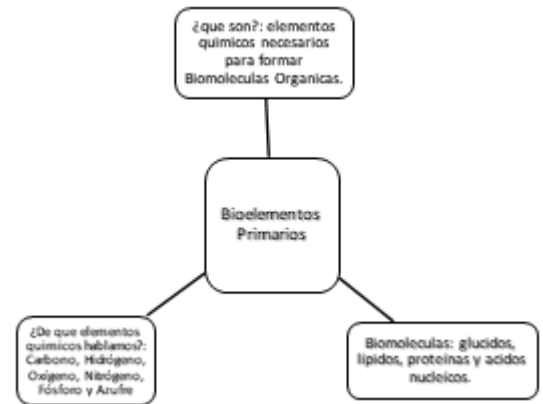 ¿que son?: elementos
quimicos necesarios
para formar
Biomoleculas Organicas.
Bioelementos
Primarios
¿De que elementos
quimicos hablamos?:
Carbono, Hidrógeno,
Oxígeno, Nitrógeno,
Fósforo y Azufre
Biomoleculas: glucidos,
lipidos, proteinas y acidos
nucleicos.